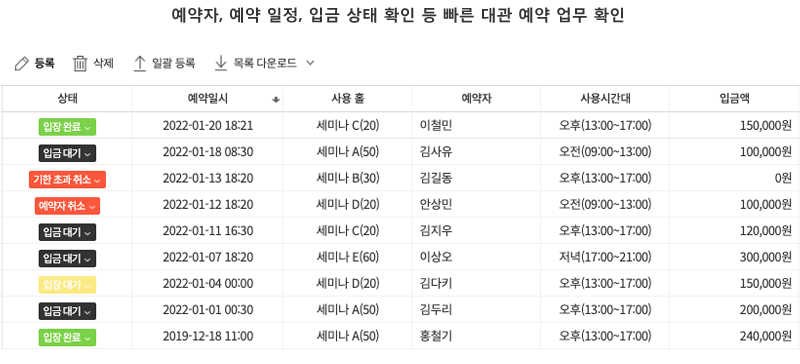 예약자, 예약 일정, 입금 상태 확인 등 빠른 대관 예약 업무 확인
등록 삭제 일괄 등록 목록 다운로드
상태 예약일시 사용 홀 예약자 사용시간대 입금액
입장 완료 2022-01-20 18:21 세미나 C(20) 이철민 오후(13:00~17:00) 150,000원
입금 대기 2022-01-18 08:30 세미나 A(50) 김사유 오전(09:00~13:00) 100,000원
기한 초과 취소 2022-01-13 18:20 세미나 B(30) 김길동 오후(13:00~17:00) 0원
예약자 취소 2022-01-12 18:20 세미나 D(20) 안상민 오전(09:00~13:00) 100,000원
입금 대기 2022-01-11 16:30 세미나 C(20) 김지우 오후(13:00~17:00) 120,000원
입금 대기 2022-01-07 18:20 세미나 E(60) 이상오 저녁(17:00~21:00) 300,000원
입장 대기 2022-01-04 00:00 세미나 D(20) 김다키 오후(13:00~17:00) 150,000원
입금 대기 2022-01-01 00:30 세미나 A(50) 김두리 오후(13:00~17:00) 200,000원
입장 완료 2019-12-18 11:00 세미나 A(50) 홍철기 오후(13:00~17:00) 240,000원